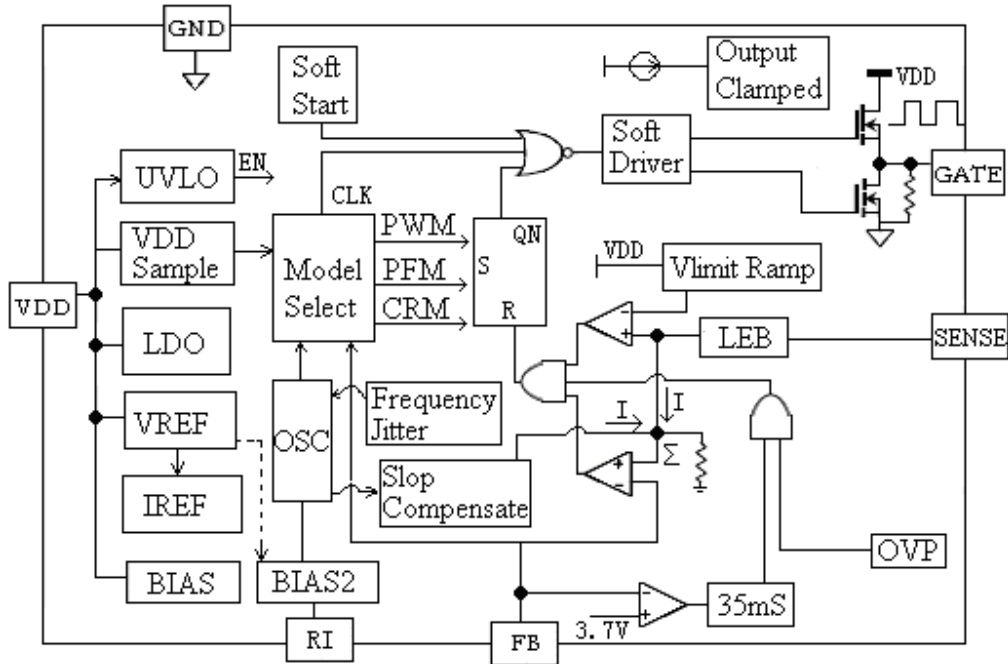 GND
Soft
Start
Output
Clamped
VDD
Soft
Driver
UVLO
EN
GATE
CLK
VDD
Sample
Model
Select
PWM
PFM
CRM
QN
S
R
VDD
Vlimit Ramp
VDD
LDO
LEB
SENSE
VREF
OSC
Frequency
Jitter
I
I
Σ
IREF
Slop
Compensate
OVP
BIAS
BIAS2
3.7V
35mS
RI
FB